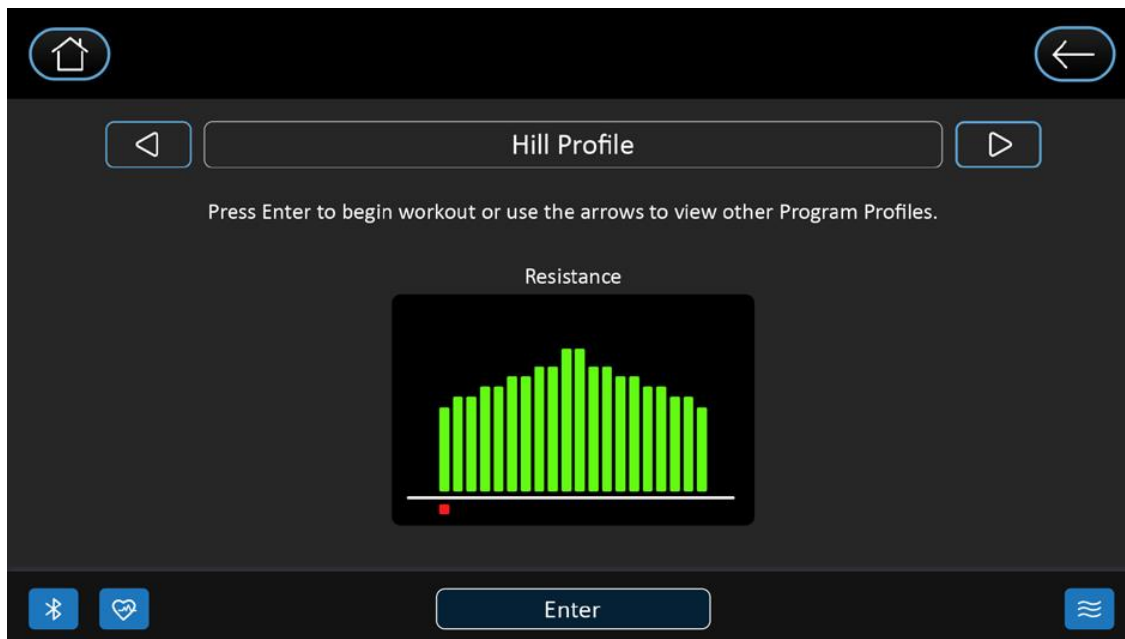 Hill Profile
Press Enter to begin workout or use the arrows to view other Program Profiles.
Resistance
Enter